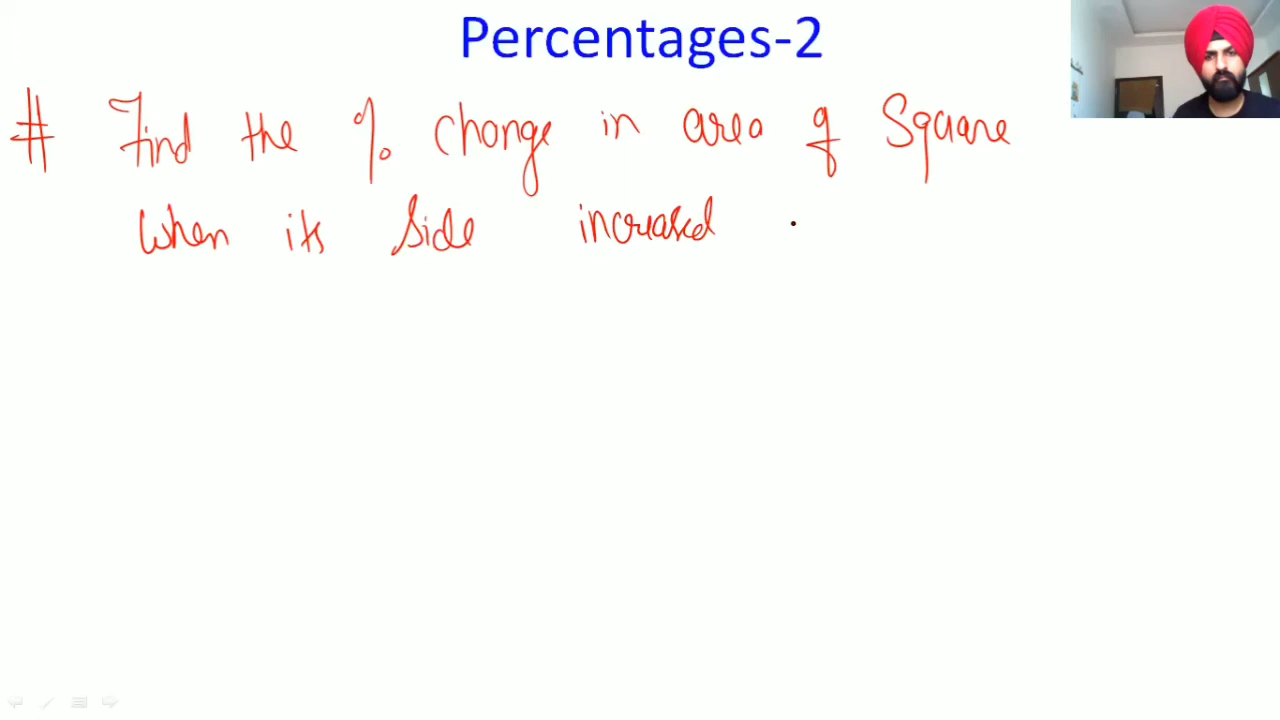 Percentages-2
# Find the % change in area of Square
when its side increased